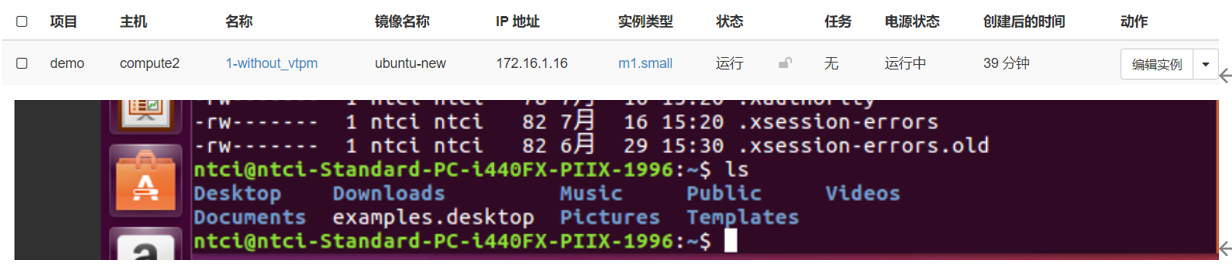 项目 主机 名称 镜像名称 IP 地址 实例类型 状态 任务 电源状态 创建后的时间 动作
demo compute2 1-without_vtpm ubuntu-new 172.16.1.16 m1.small 运行 无 运行中 39 分钟 编辑实例
-rw------- 1 ntci ntci 78 7月 16 15:20 .Xauthority
-rw------- 1 ntci ntci 82 7月 16 15:20 .xsession-errors
-rw------- 1 ntci ntci 82 6月 29 15:30 .xsession-errors.old
ntci@ntci-Standard-PC-i440FX-PIIX-1996:~$ ls
Desktop Downloads Music Public Videos
Documents examples.desktop Pictures Templates
ntci@ntci-Standard-PC-i440FX-PIIX-1996:~$